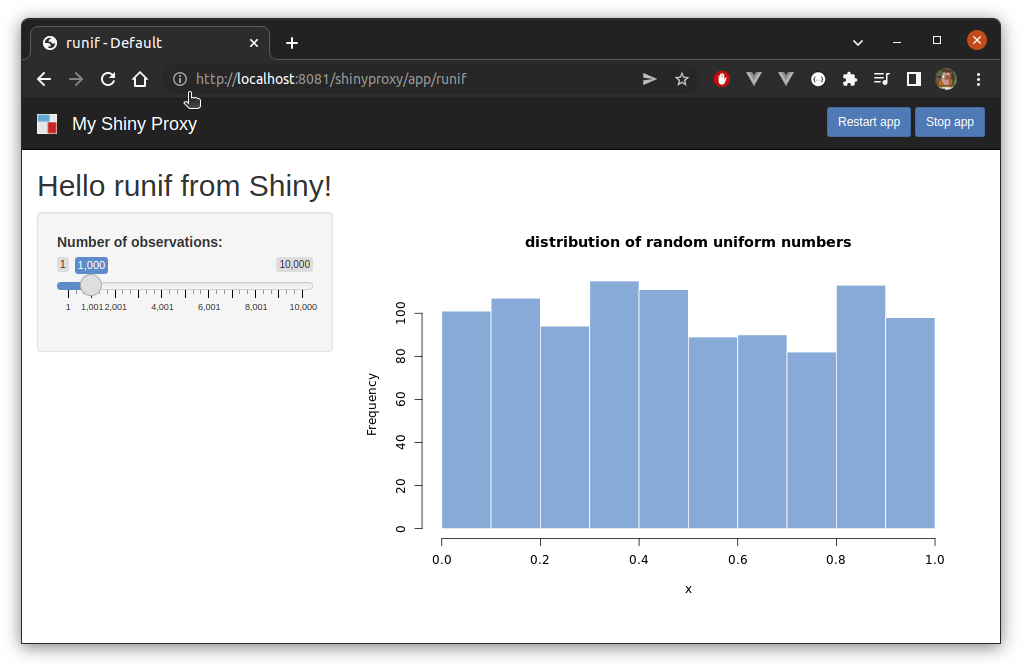 runif - Default
http://localhost:8081/shinyproxy/app/runif
My Shiny Proxy
Restart app
Stop app
Hello runif from Shiny!
Number of observations:
1 1,000 10,000
1 1,001 2,001 4,001 6,001 8,001 10,000
distribution of random uniform numbers
Frequency
100
80
60
40
20
0
0.0 0.2 0.4 0.6 0.8 1.0
x